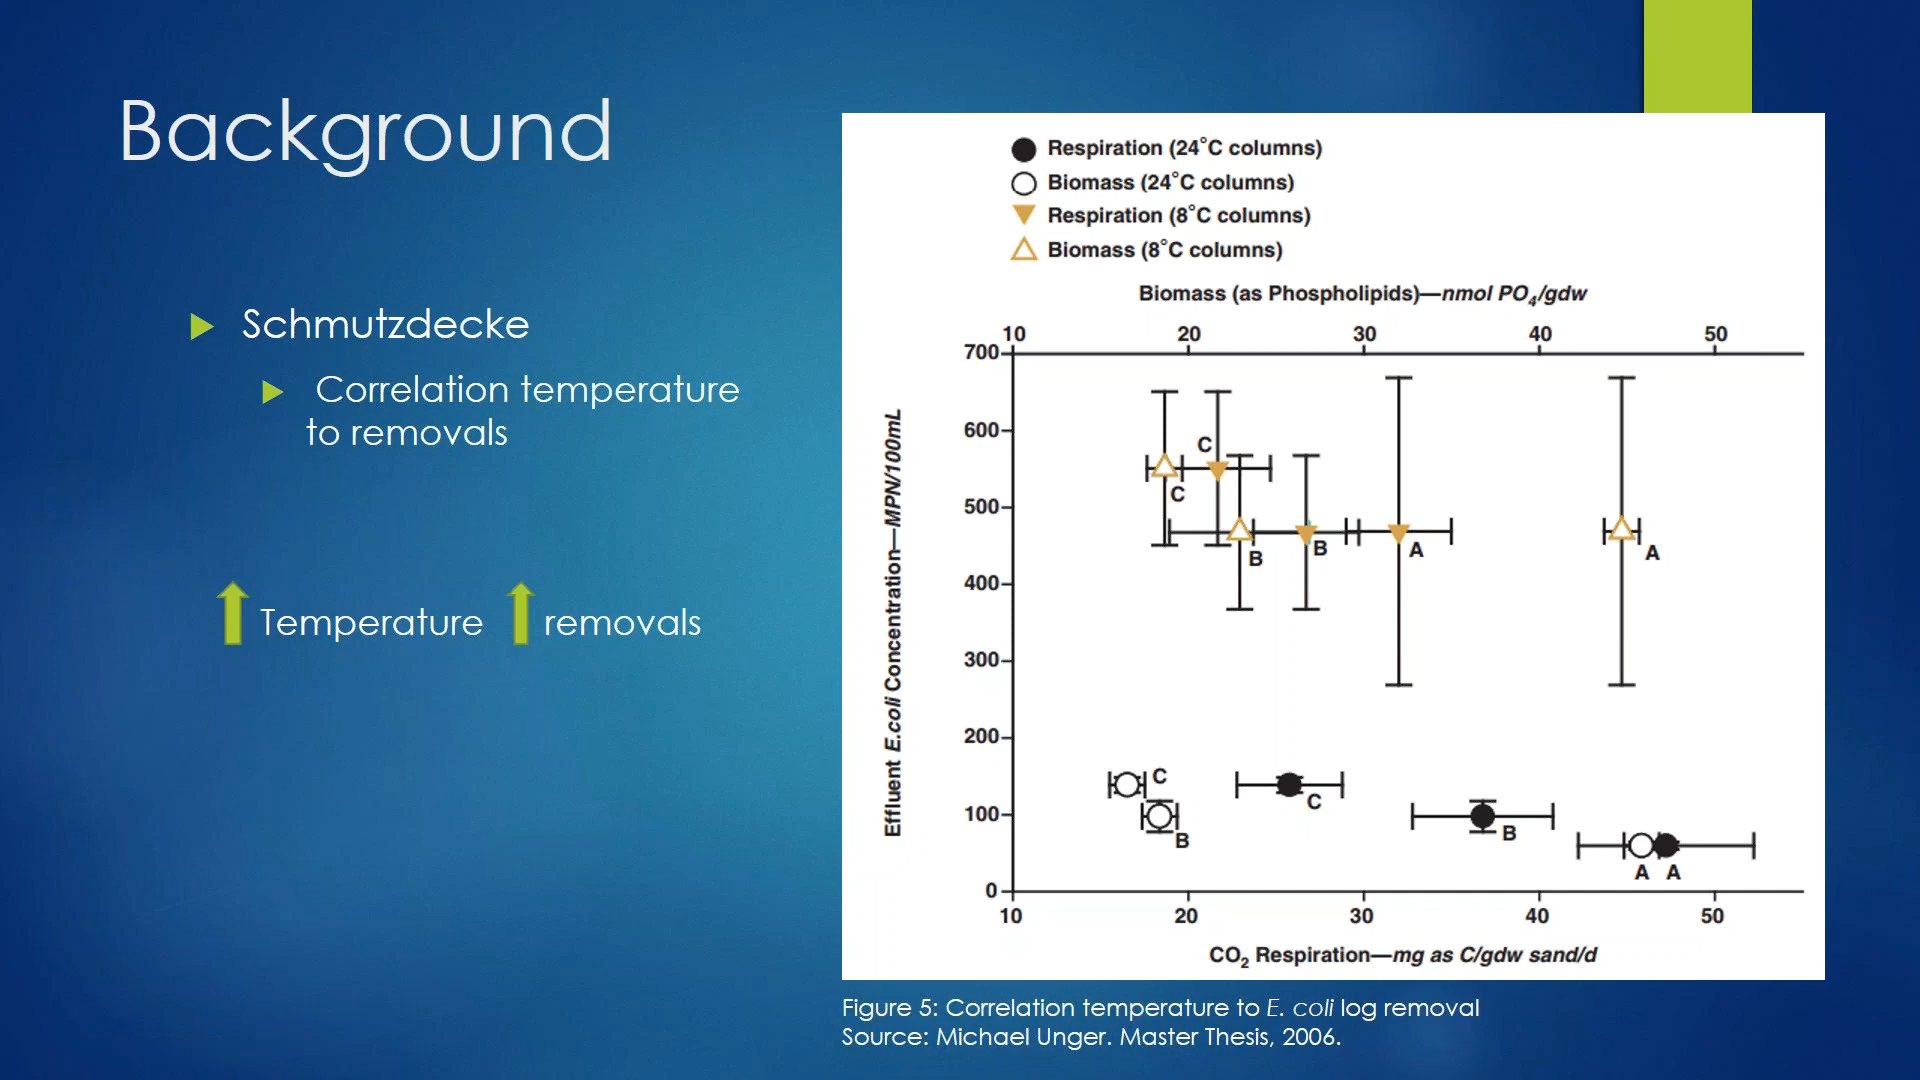 Background
Schmutzdecke
Correlation temperature
to removals
Temperature removals
Respiration (24°C columns)
Biomass (24°C columns)
Respiration (8°C columns)
Biomass (8°C columns)
Biomass (as Phospholipids)—nmol PO4/gdw
10 20 30 40 50
700
600
500
400
300
200
100
0
Effluent E.coli Concentration—MPN/100mL
C
C
B
B
A
A
C
B
C
B
A A
10 20 30 40 50
CO2 Respiration—mg as C/gdw sand/d
Figure 5: Correlation temperature to E. coli log removal
Source: Michael Unger. Master Thesis, 2006.